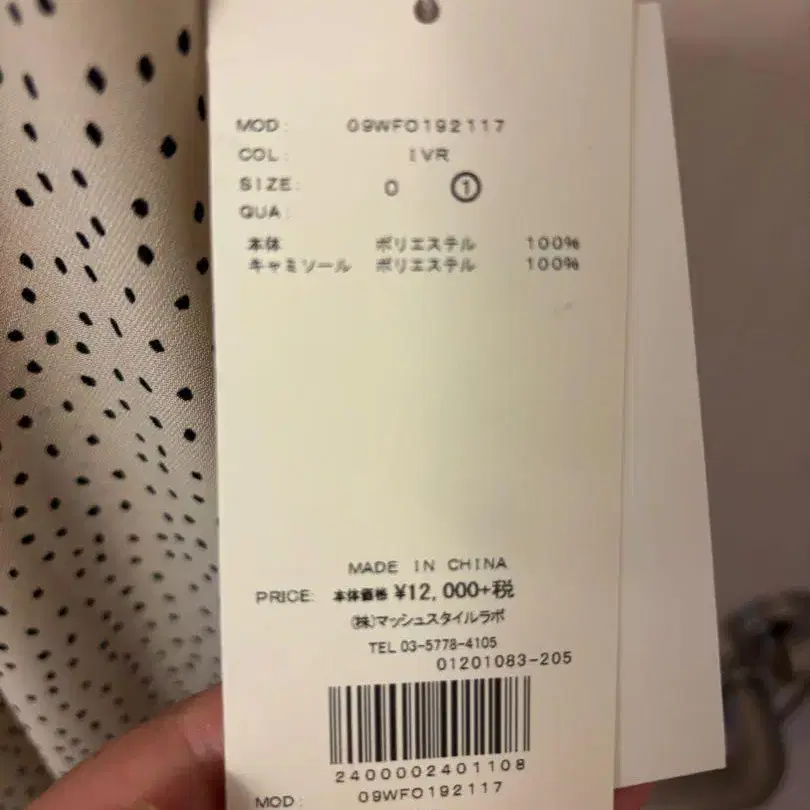 MOD: 09WFO192117
COL: IVR
SIZE: 0 ①
QUA:
本体 ポリエステル 100%
キャミソール ポリエステル 100%
MADE IN CHINA
PRICE: 本体価格 ¥12,000+税
㈱マッシュスタイルラボ
TEL 03-5778-4105
01201083-205
2400002401108
MOD: 09WFO192117